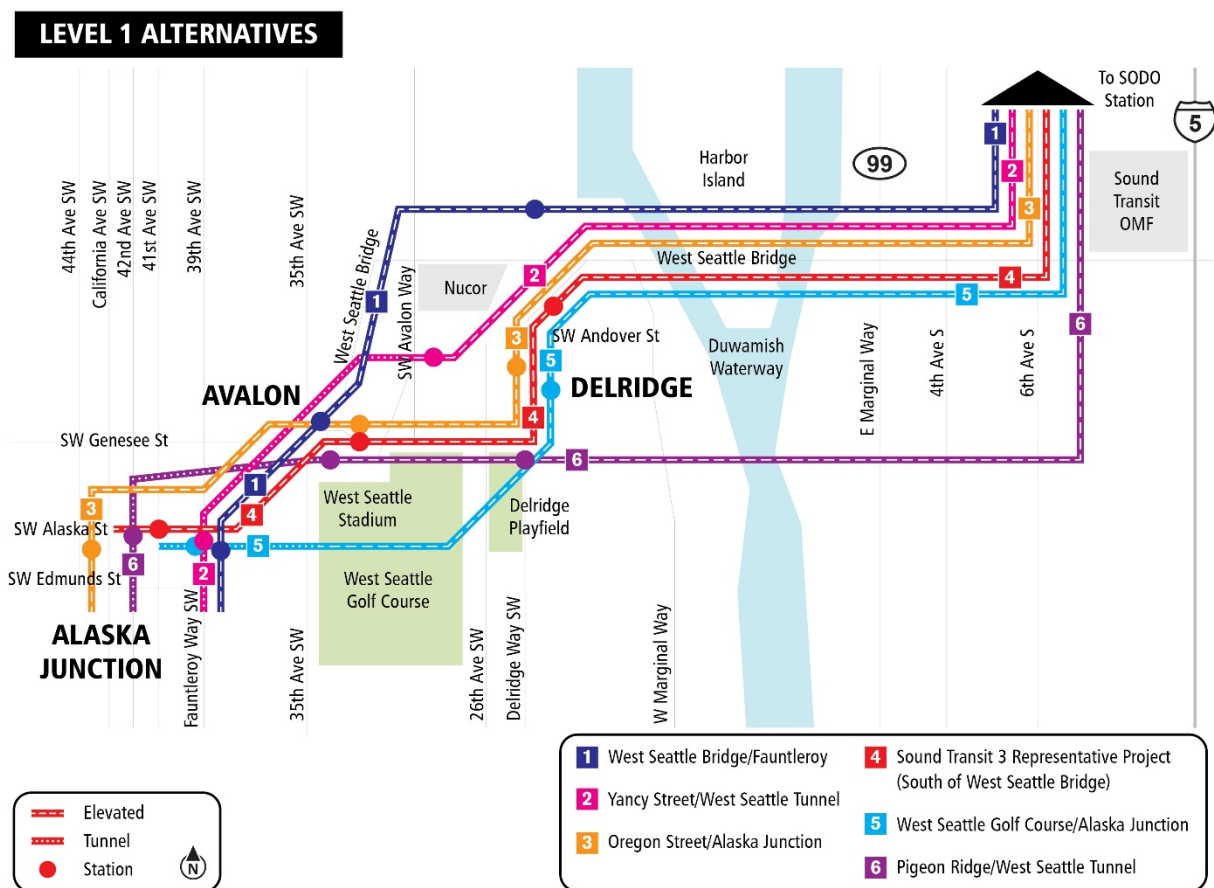 LEVEL 1 ALTERNATIVES
To SODO
Station
5
1
Harbor
Island
99
2
Sound
Transit
OMF
3
44th Ave SW
California Ave SW
42nd Ave SW
41st Ave SW
39th Ave SW
35th Ave SW
West Seattle Bridge
West Seattle Bridge
2
4
Nucor
1
5
SW Avalon Way
3
SW Andover St
6
5
Duwamish
Waterway
E Marginal Way
4th Ave S
6th Ave S
AVALON
DELRIDGE
4
SW Genesee St
6
1
West Seattle
Stadium
Delridge
Playfield
3
4
SW Alaska St
5
6
2
SW Edmunds St
West Seattle
Golf Course
ALASKA
JUNCTION
Fauntleroy Way SW
35th Ave SW
26th Ave SW
Delridge Way SW
W Marginal Way
Elevated
Tunnel
Station
N
1 West Seattle Bridge/Fauntleroy
2 Yancy Street/West Seattle Tunnel
3 Oregon Street/Alaska Junction
4 Sound Transit 3 Representative Project
(South of West Seattle Bridge)
5 West Seattle Golf Course/Alaska Junction
6 Pigeon Ridge/West Seattle Tunnel